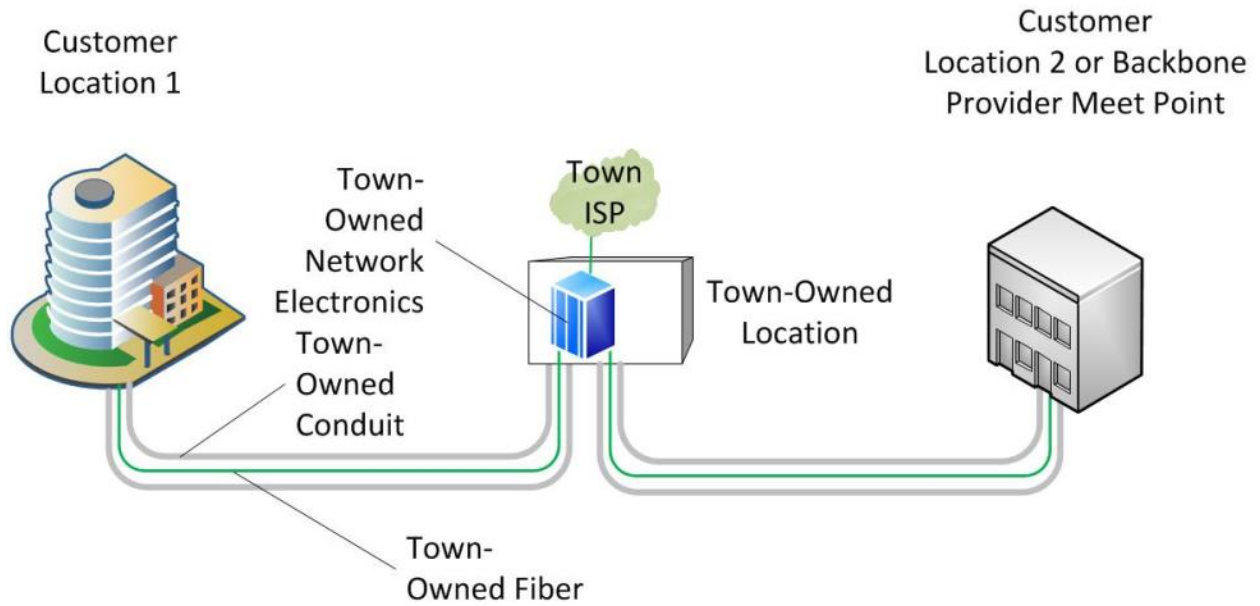 Customer
Location 1
Customer
Location 2 or Backbone
Provider Meet Point
Town-
Owned
Network
Electronics
Town
ISP
Town-Owned
Location
Town-
Owned
Conduit
Town-
Owned Fiber